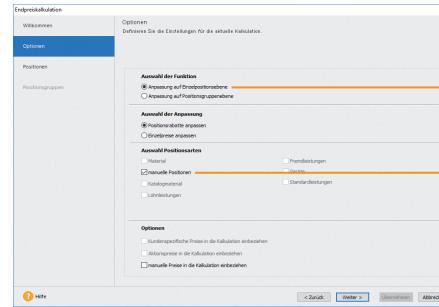 Endpreiskalkulation
Willkommen
Optionen
Positionen
Positionsgruppen
Optionen
Definieren Sie die Einstellungen für die aktuelle Kalkulation.
Auswahl der Funktion
Anpassung auf Einzelpositionsebene
Anpassung auf Positionsgruppenebene
Auswahl der Anpassung
Positionsrabatte anpassen
Einzelpreise anpassen
Auswahl Positionsarten
Material
Fremdleistungen
manuelle Positionen
Katalogmaterial
Standardleistungen
Lohnleistungen
Optionen
Kundenspezifische Preise in die Kalkulation einbeziehen
Aktionspreise in die Kalkulation einbeziehen
manuelle Preise in die Kalkulation einbeziehen
? Hilfe
< Zurück
Weiter >
Übernehmen
Abbrec